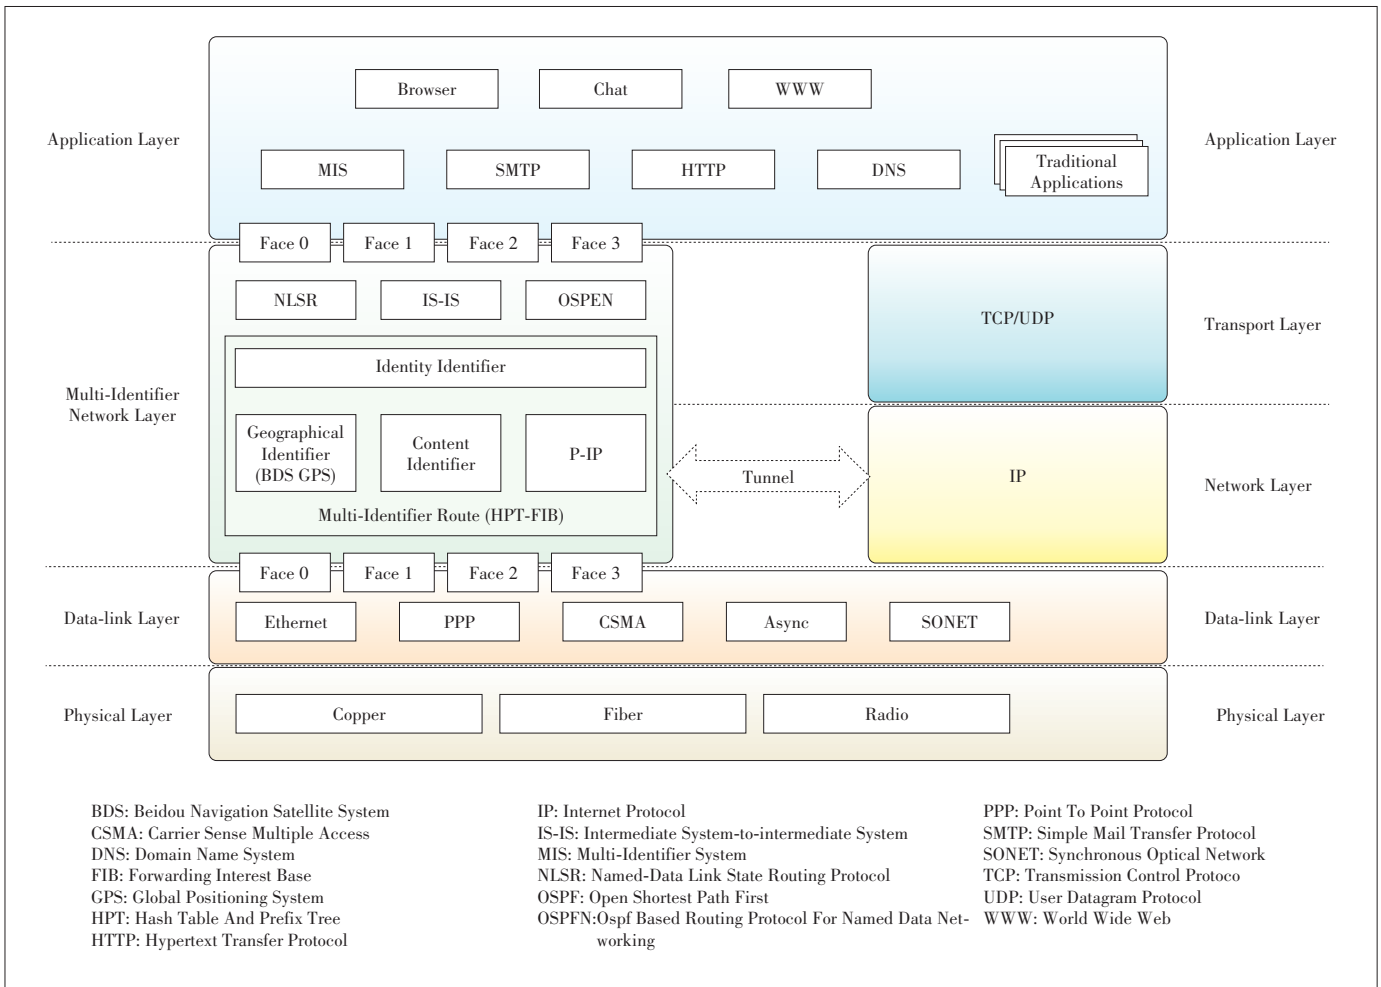 Browser
Chat
WWW
Application Layer
Application Layer
MIS
SMTP
HTTP
DNS
Traditional
Applications
Face 0
Face 1
Face 2
Face 3
NLSR
IS-IS
OSPEN
TCP/UDP
Transport Layer
Identity Identifier
Multi-Identifier
Network Layer
Geographical
Identifier
(BDS GPS)
Content
Identifier
P-IP
Tunnel
IP
Network Layer
Multi-Identifier Route (HPT-FIB)
Face 0
Face 1
Face 2
Face 3
Data-link Layer
Ethernet
PPP
CSMA
Async
SONET
Data-link Layer
Physical Layer
Copper
Fiber
Radio
Physical Layer
BDS: Beidou Navigation Satellite System
CSMA: Carrier Sense Multiple Access
DNS: Domain Name System
FIB: Forwarding Interest Base
GPS: Global Positioning System
HPT: Hash Table And Prefix Tree
HTTP: Hypertext Transfer Protocol
IP: Internet Protocol
IS-IS: Intermediate System-to-intermediate System
MIS: Multi-Identifier System
NLSR: Named-Data Link State Routing Protocol
OSPF: Open Shortest Path First
OSPFN:Ospf Based Routing Protocol For Named Data Net-
working
PPP: Point To Point Protocol
SMTP: Simple Mail Transfer Protocol
SONET: Synchronous Optical Network
TCP: Transmission Control Protoco
UDP: User Datagram Protocol
WWW: World Wide Web